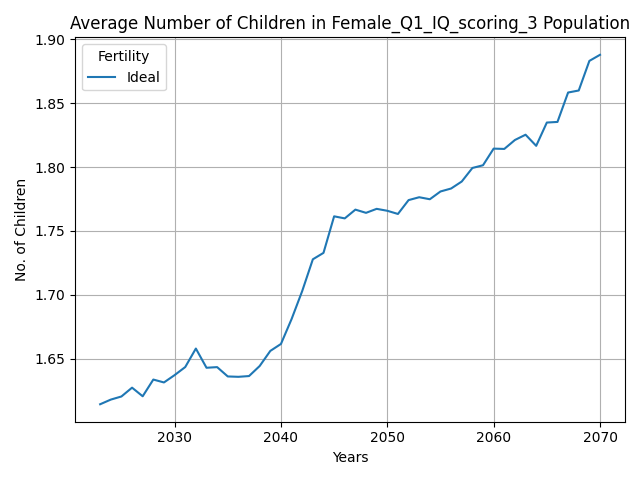 Average Number of Children in Female_Q1_IQ_scoring_3 Population
Fertility
Ideal
No. of Children
1.90
1.85
1.80
1.75
1.70
1.65
2030 2040 2050 2060 2070
Years